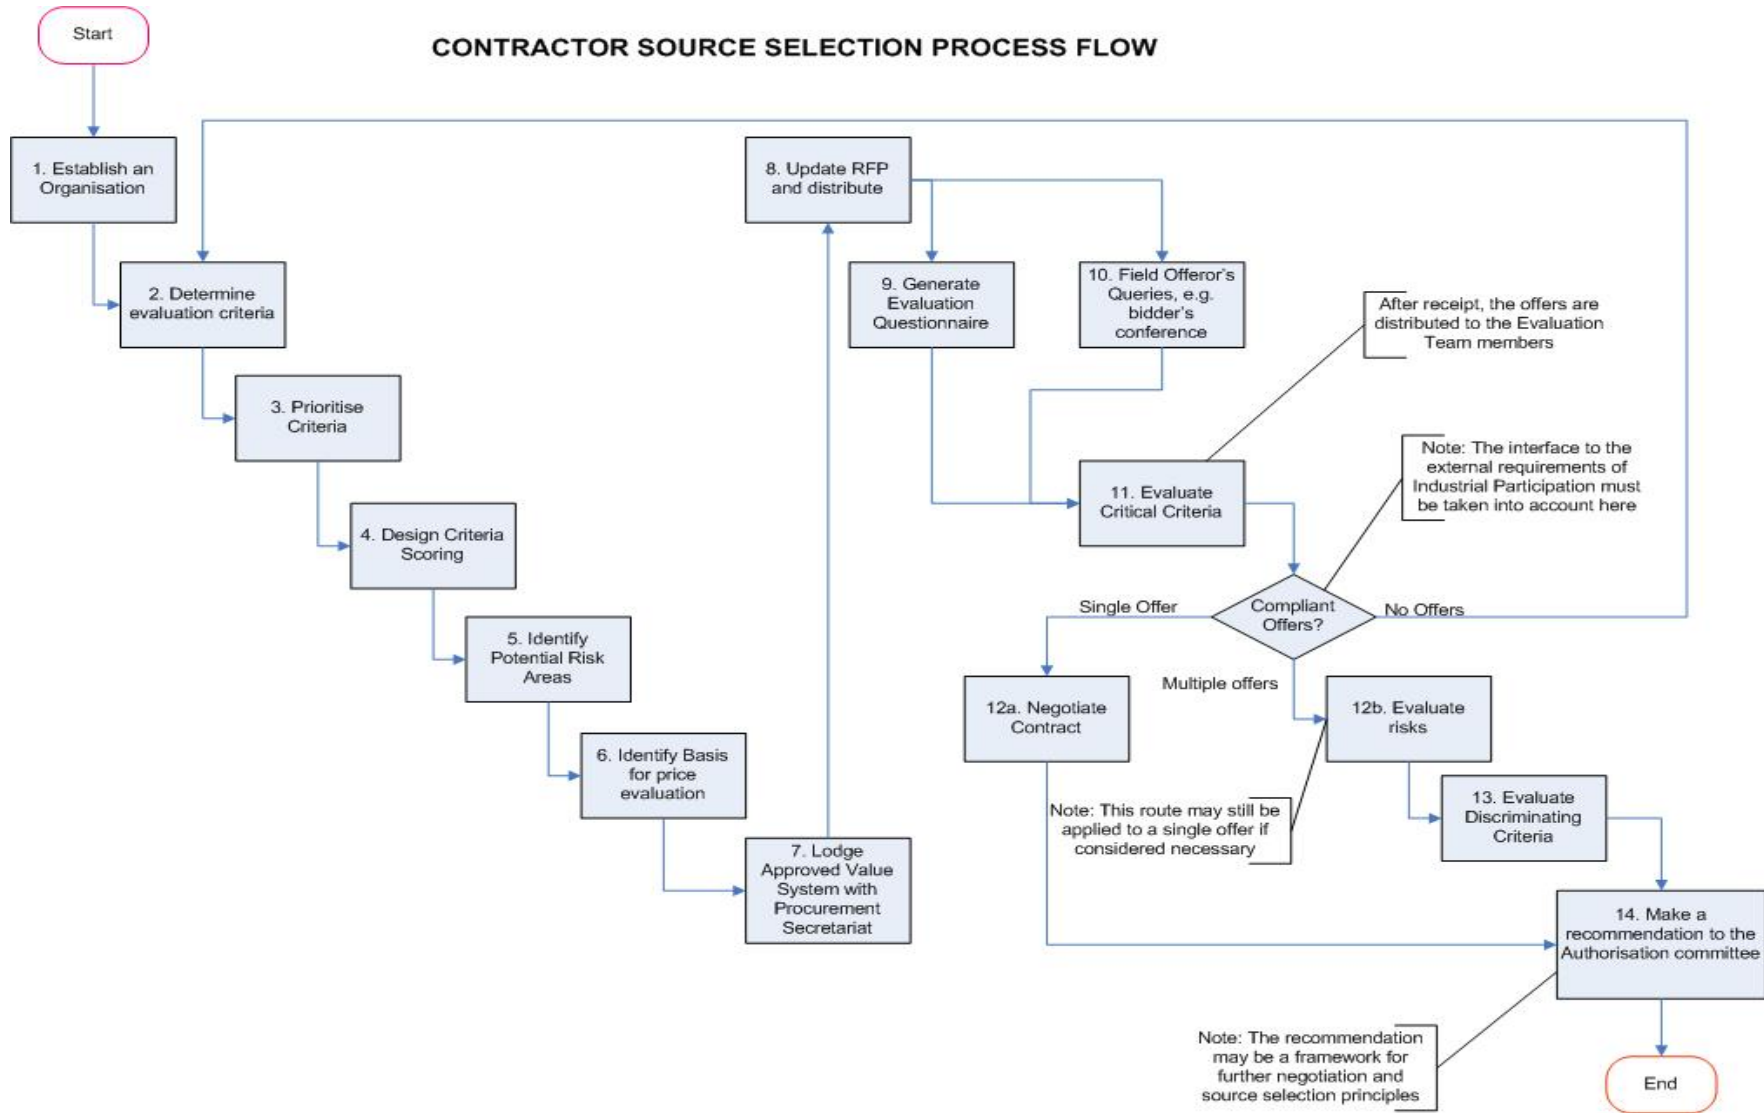 Start
CONTRACTOR SOURCE SELECTION PROCESS FLOW
1. Establish an
Organisation
2. Determine
evaluation criteria
3. Prioritise
Criteria
4. Design Criteria
Scoring
5. Identify
Potential Risk
Areas
6. Identify Basis
for price
evaluation
7. Lodge
Approved Value
System with
Procurement
Secretariat
8. Update RFP
and distribute
9. Generate
Evaluation
Questionnaire
10. Field Offeror's
Queries, e.g.
bidder's
conference
After receipt, the offers are
distributed to the Evaluation
Team members
11. Evaluate
Critical Criteria
Note: The interface to the
external requirements of
Industrial Participation must
be taken into account here
Compliant
Offers?
Single Offer
No Offers
Multiple offers
12a. Negotiate
Contract
12b. Evaluate
risks
Note: This route may still be
applied to a single offer if
considered necessary
13. Evaluate
Discriminating
Criteria
14. Make a
recommendation to the
Authorisation committee
Note: The recommendation
may be a framework for
further negotiation and
source selection principles
End